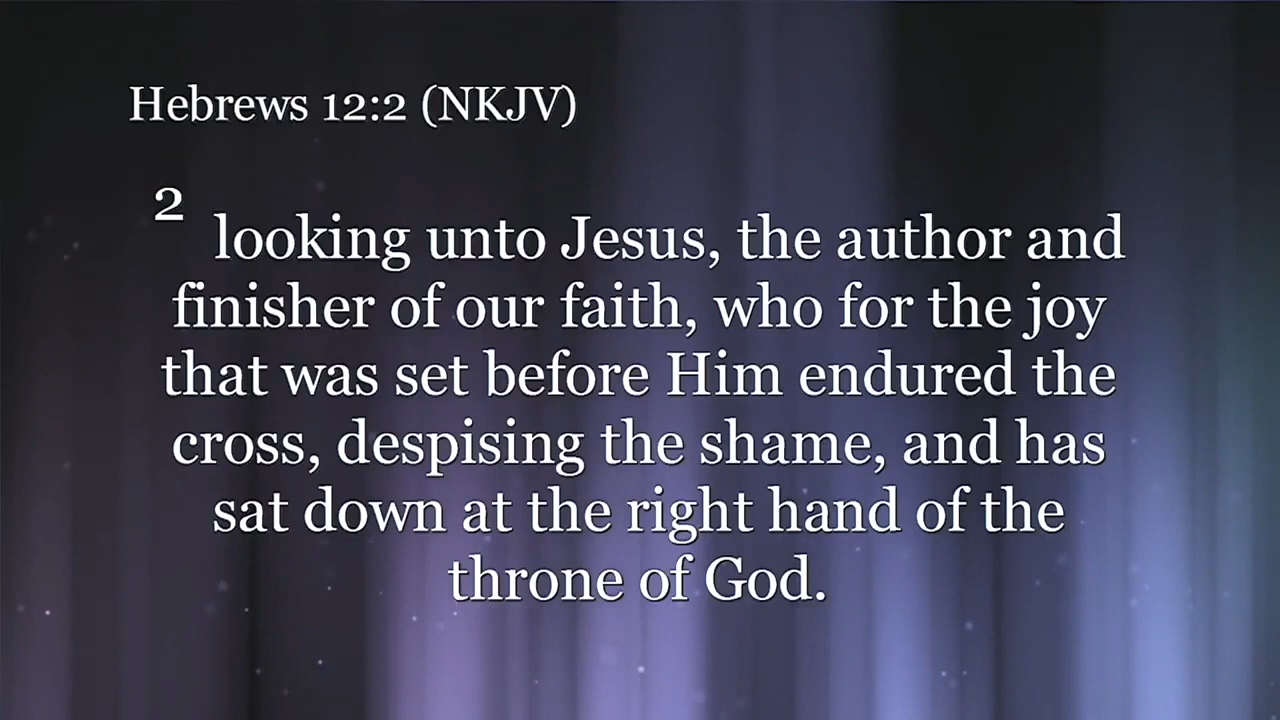 Hebrews 12:2 (NKJV)
2
looking unto Jesus, the author and
finisher of our faith, who for the joy
that was set before Him endured the
cross, despising the shame, and has
sat down at the right hand of the
throne of God.